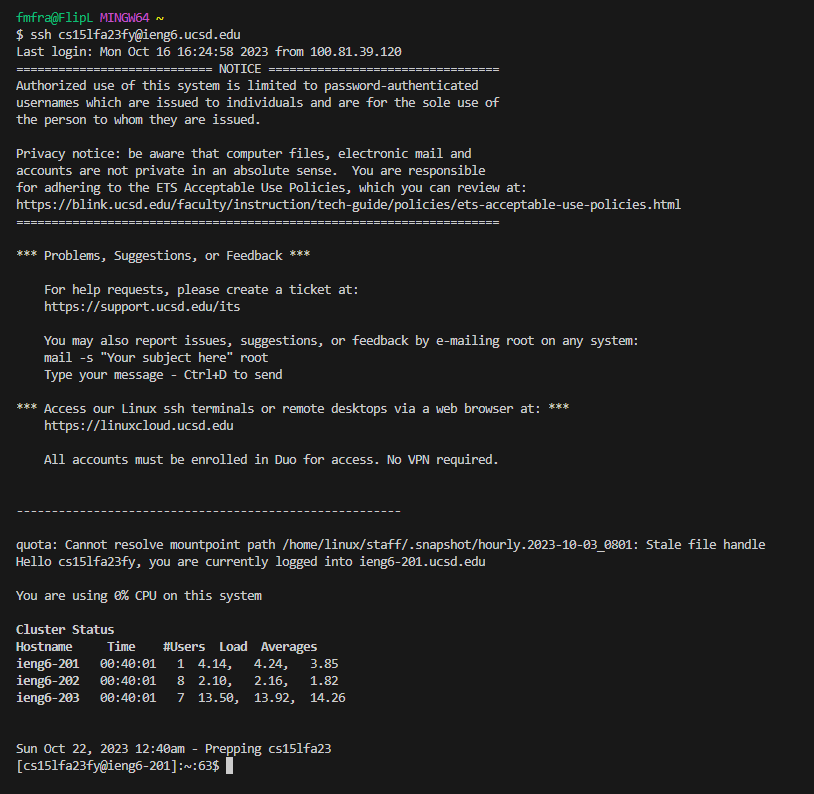 fmfra@FlipL MINGW64 ~
$ ssh cs15lfa23fy@ieng6.ucsd.edu
Last login: Mon Oct 16 16:24:58 2023 from 100.81.39.120
============================ NOTICE =================================
Authorized use of this system is limited to password-authenticated
usernames which are issued to individuals and are for the sole use of
the person to whom they are issued.

Privacy notice: be aware that computer files, electronic mail and
accounts are not private in an absolute sense.  You are responsible
for adhering to the ETS Acceptable Use Policies, which you can review at:
https://blink.ucsd.edu/faculty/instruction/tech-guide/policies/ets-acceptable-use-policies.html
=====================================================================

*** Problems, Suggestions, or Feedback ***

    For help requests, please create a ticket at:
    https://support.ucsd.edu/its

    You may also report issues, suggestions, or feedback by e-mailing root on any system:
    mail -s "Your subject here" root
    Type your message - Ctrl+D to send

*** Access our Linux ssh terminals or remote desktops via a web browser at: ***
    https://linuxcloud.ucsd.edu

    All accounts must be enrolled in Duo for access. No VPN required.


-------------------------------------------------------

quota: Cannot resolve mountpoint path /home/linux/staff/.snapshot/hourly.2023-10-03_0801: Stale file handle
Hello cs15lfa23fy, you are currently logged into ieng6-201.ucsd.edu

You are using 0% CPU on this system

Cluster Status
Hostname     Time    #Users  Load  Averages
ieng6-201   00:40:01   1  4.14,   4.24,   3.85
ieng6-202   00:40:01   8  2.10,   2.16,   1.82
ieng6-203   00:40:01   7  13.50,  13.92,  14.26


Sun Oct 22, 2023 12:40am - Prepping cs15lfa23
[cs15lfa23fy@ieng6-201]:~:63$